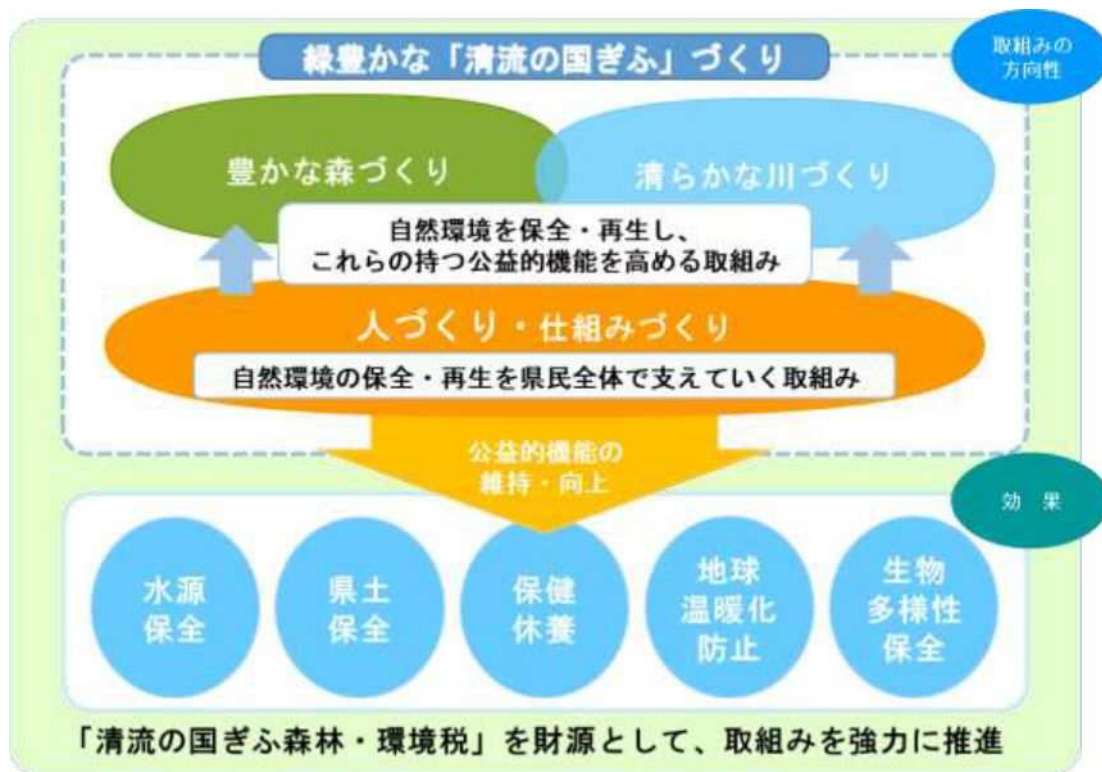 緑豊かな「清流の国ぎふ」づくり
取組みの
方向性
豊かな森づくり
清らかな川づくり
自然環境を保全・再生し、
これらの持つ公益的機能を高める取組み
人づくり・仕組みづくり
自然環境の保全・再生を県民全体で支えていく取組み
公益的機能の
維持・向上
効 果
水源
保全
県土
保全
保健
休養
地球
温暖化
防止
生物
多様性
保全
「清流の国ぎふ森林・環境税」を財源として、取組みを強力に推進